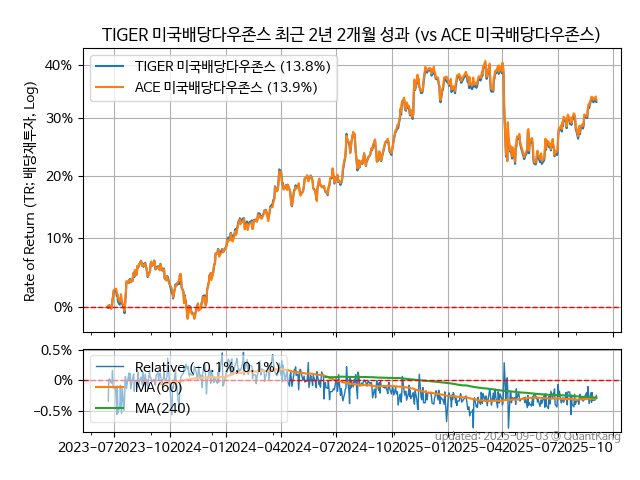 TIGER 미국배당다우존스 최근 2년 2개월 성과 (vs ACE 미국배당다우존스)
Rate of Return (TR: 배당재투자, Log)
40%
30%
20%
10%
0%
TIGER 미국배당다우존스 (13.8%)
ACE 미국배당다우존스 (13.9%)
0.5%
0%
−0.5%
Relative (−0.1%, 0.1%)
MA(60)
MA(240)
2023-07
2023-10
2024-01
2024-04
2024-07
2024-10
2025-01
2025-04
2025-07
2025-10
updated: 2025-09-03 @ QuantKang